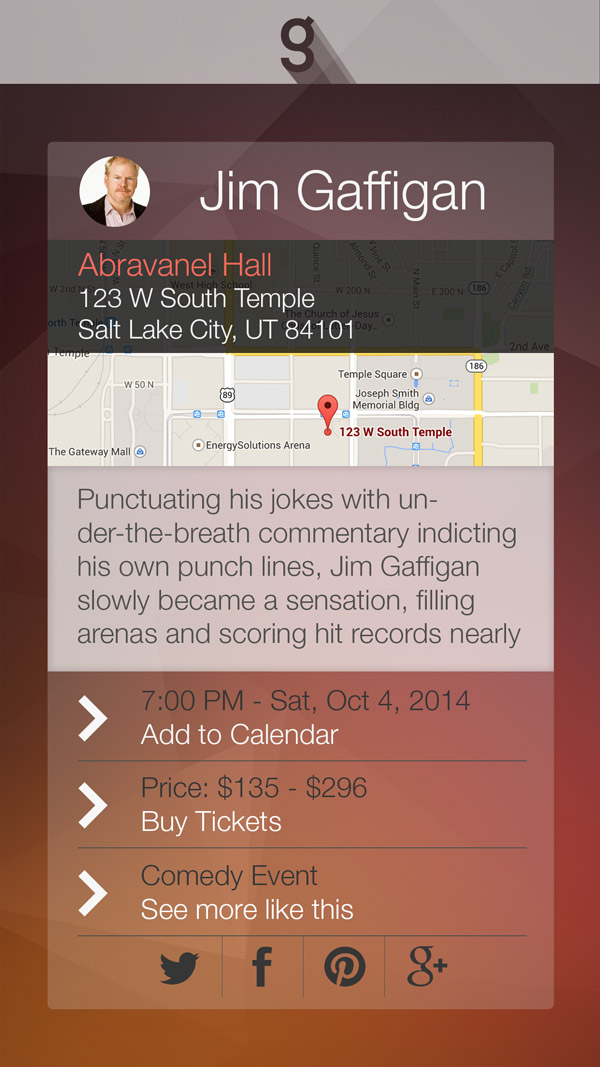 g
Jim Gaffigan
Abravanel Hall
123 W South Temple
Salt Lake City, UT 84101
West High School
W 200 N
E 200 N
186
N Main St
The Church of Jesus
2nd Ave
Temple
W 50 N
89
Temple Square
186
Joseph Smith
Memorial Bldg
123 W South Temple
The Gateway Mall
EnergySolutions Arena
Punctuating his jokes with un-
der-the-breath commentary indicting
his own punch lines, Jim Gaffigan
slowly became a sensation, filling
arenas and scoring hit records nearly
7:00 PM - Sat, Oct 4, 2014
Add to Calendar
Price: $135 - $296
Buy Tickets
Comedy Event
See more like this
f
g+